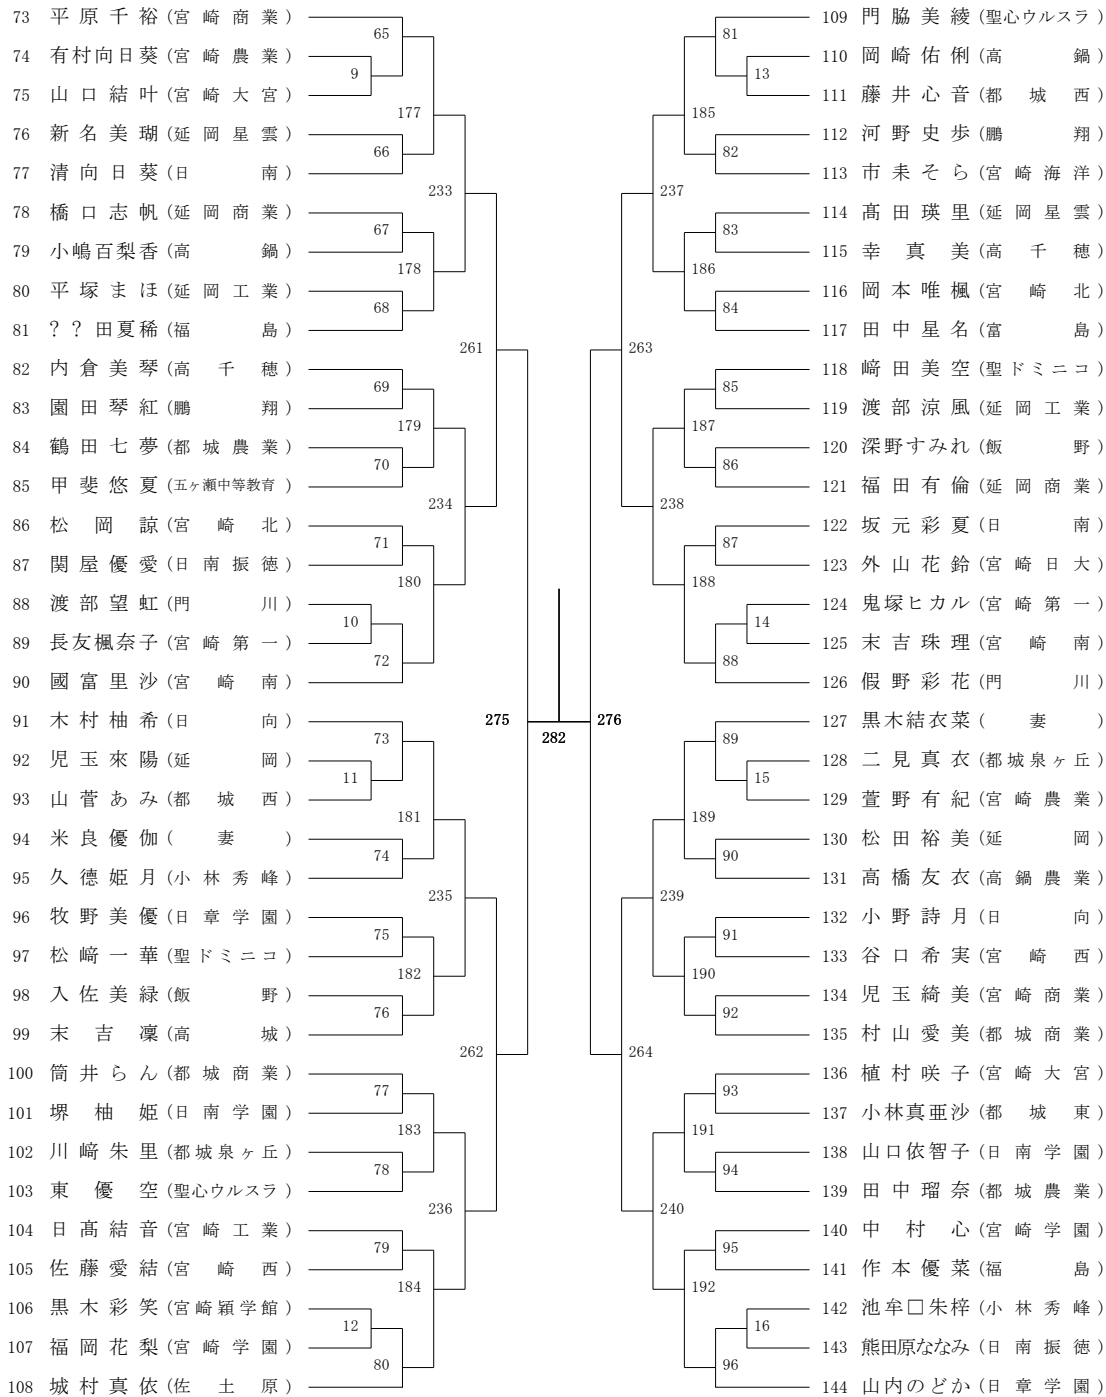 73 平原千裕 (宮崎商業)
74 有村向日葵 (宮崎農業)
75 山口結叶 (宮崎大宮)
76 新名美瑚 (延岡星雲)
77 清向日葵 (日南)
78 橋口志帆 (延岡商業)
79 小嶋百梨香 (高鍋)
80 平塚まほ (延岡工業)
81 ??田夏稀 (福島)
82 内倉美琴 (高千穂)
83 園田琴紅 (鵬翔)
84 鶴田七夢 (都城農業)
85 甲斐悠夏 (五ヶ瀬中等教育)
86 松岡諒 (宮崎北)
87 関屋優愛 (日南振徳)
88 渡部望虹 (門川)
89 長友楓奈子 (宮崎第一)
90 國富里沙 (宮崎南)
91 木村柚希 (日向)
92 児玉來陽 (延岡)
93 山菅あみ (都城西)
94 米良優伽 (妻)
95 久德姫月 (小林秀峰)
96 牧野美優 (日章学園)
97 松﨑一華 (聖ドミニコ)
98 入佐美緑 (飯野)
99 末吉凜 (高城)
100 筒井らん (都城商業)
101 堺柚姫 (日南学園)
102 川﨑朱里 (都城泉ヶ丘)
103 東優空 (聖心ウルスラ)
104 日髙結音 (宮崎工業)
105 佐藤愛結 (宮崎西)
106 黒木彩笑 (宮崎穎学館)
107 福岡花梨 (宮崎学園)
108 城村真依 (佐土原)
65
9
177
66
233
67
178
68
261
69
179
70
234
71
180
10
72
275
73
11
181
74
235
75
182
76
262
77
183
78
236
79
184
12
80
282
276
81
13
185
82
237
83
186
84
263
85
187
86
238
87
188
14
88
89
15
189
90
239
91
190
92
264
93
191
94
240
95
192
16
96
109 門脇美綾 (聖心ウルスラ)
110 岡崎佑俐 (高鍋)
111 藤井心音 (都城西)
112 河野史歩 (鵬翔)
113 市耒そら (宮崎海洋)
114 髙田瑛里 (延岡星雲)
115 幸真美 (高千穂)
116 岡本唯楓 (宮崎北)
117 田中星名 (富島)
118 﨑田美空 (聖ドミニコ)
119 渡部涼風 (延岡工業)
120 深野すみれ (飯野)
121 福田有倫 (延岡商業)
122 坂元彩夏 (日南)
123 外山花鈴 (宮崎日大)
124 鬼塚ヒカル (宮崎第一)
125 末吉珠理 (宮崎南)
126 假野彩花 (門川)
127 黒木結衣菜 (妻)
128 二見真衣 (都城泉ヶ丘)
129 萱野有紀 (宮崎農業)
130 松田裕美 (延岡)
131 高橋友衣 (高鍋農業)
132 小野詩月 (日向)
133 谷口希実 (宮崎西)
134 児玉綺美 (宮崎商業)
135 村山愛美 (都城商業)
136 植村咲子 (宮崎大宮)
137 小林真亜沙 (都城東)
138 山口依智子 (日南学園)
139 田中瑠奈 (都城農業)
140 中村心 (宮崎学園)
141 作本優菜 (福島)
142 池牟□朱梓 (小林秀峰)
143 熊田原ななみ (日南振徳)
144 山内のどか (日章学園)